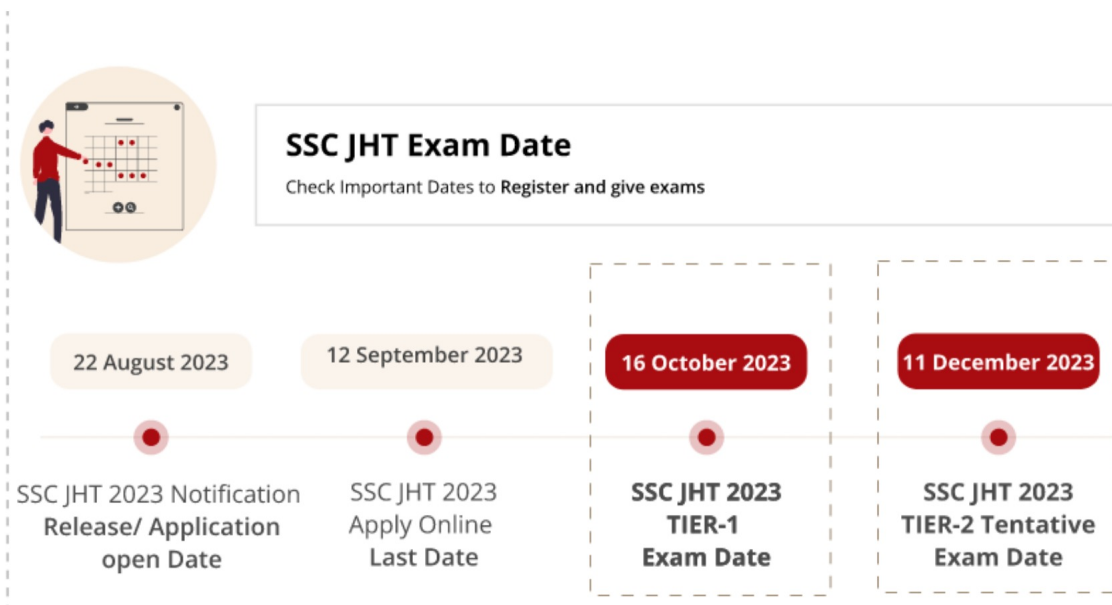 SSC JHT Exam Date
Check Important Dates to Register and give exams
22 August 2023
12 September 2023
16 October 2023
11 December 2023
SSC JHT 2023 Notification
Release/ Application
open Date
SSC JHT 2023
Apply Online
Last Date
SSC JHT 2023
TIER-1
Exam Date
SSC JHT 2023
TIER-2 Tentative
Exam Date